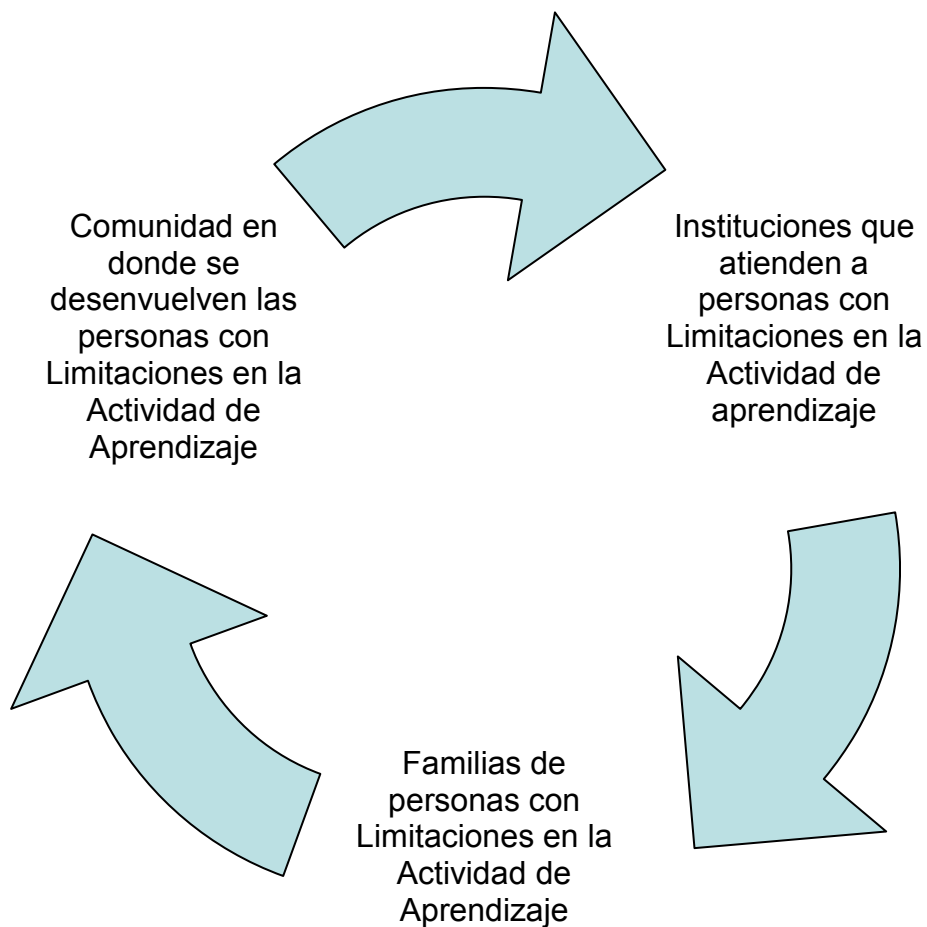 Comunidad en
donde se
desenvuelven las
personas con
Limitaciones en la
Actividad de
Aprendizaje
Instituciones que
atienden a
personas con
Limitaciones en la
Actividad de
aprendizaje
Familias de
personas con
Limitaciones en la
Actividad de
Aprendizaje